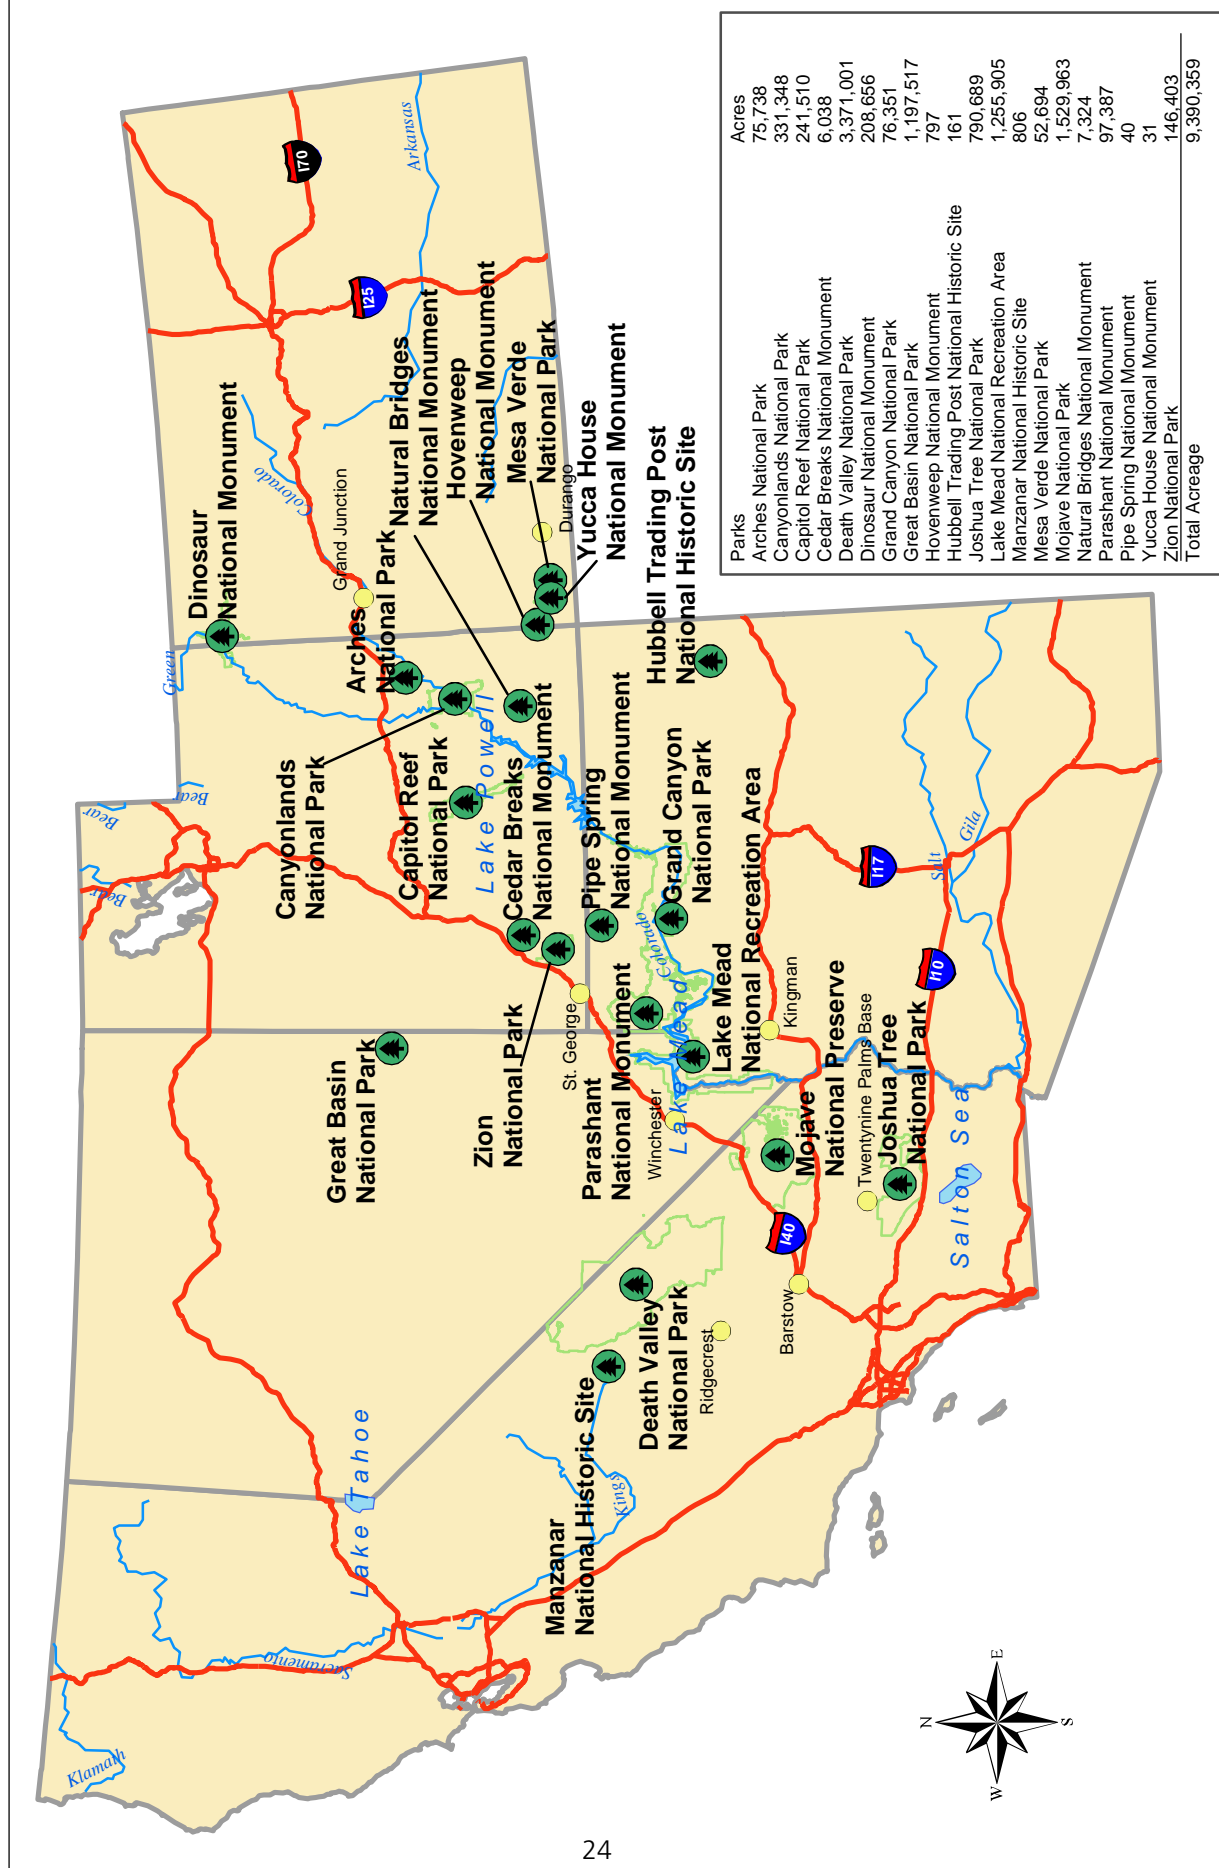 Klamath
Sacramento
Lake Tahoe
Kings
Manzanar
National Historic Site
Death Valley
National Park
Ridgecrest
Barstow
I40
Great Basin
National Park
Zion
National Park
St. George
Parashant
National Monument
Winchester
Lake Mead
Lake Mead
National Recreation Area
Kingman
Mojave
National Preserve
Twentynine Palms Base
Joshua Tree
National Park
Salton Sea
I10
I17
Salt
Gila
Colorado
Bear
Bear
Bear
Canyonlands
National Park
Capitol Reef
National Park
Lake Powell
Cedar Breaks
National Monument
Pipe Spring
National Monument
Grand Canyon
National Park
Hubbell Trading Post
National Historic Site
Green
Dinosaur
National Monument
Arches
National Park
Grand Junction
Colorado
Natural Bridges
National Monument
Hovenweep
National Monument
Mesa Verde
National Park
Durango
Yucca House
National Monument
I25
I70
Arkansas
N
E
S
W
Parks Acres
Arches National Park 75,738
Canyonlands National Park 331,348
Capitol Reef National Park 241,510
Cedar Breaks National Monument 6,038
Death Valley National Park 3,371,001
Dinosaur National Monument 208,656
Grand Canyon National Park 76,351
Great Basin National Park 1,197,517
Hovenweep National Monument 797
Hubbell Trading Post National Historic Site 161
Joshua Tree National Park 790,689
Lake Mead National Recreation Area 1,255,905
Manzanar National Historic Site 806
Mesa Verde National Park 52,694
Mojave National Park 1,529,963
Natural Bridges National Monument 7,324
Parashant National Monument 97,387
Pipe Spring National Monument 40
Yucca House National Monument 31
Zion National Park 146,403
Total Acreage 9,390,359
24